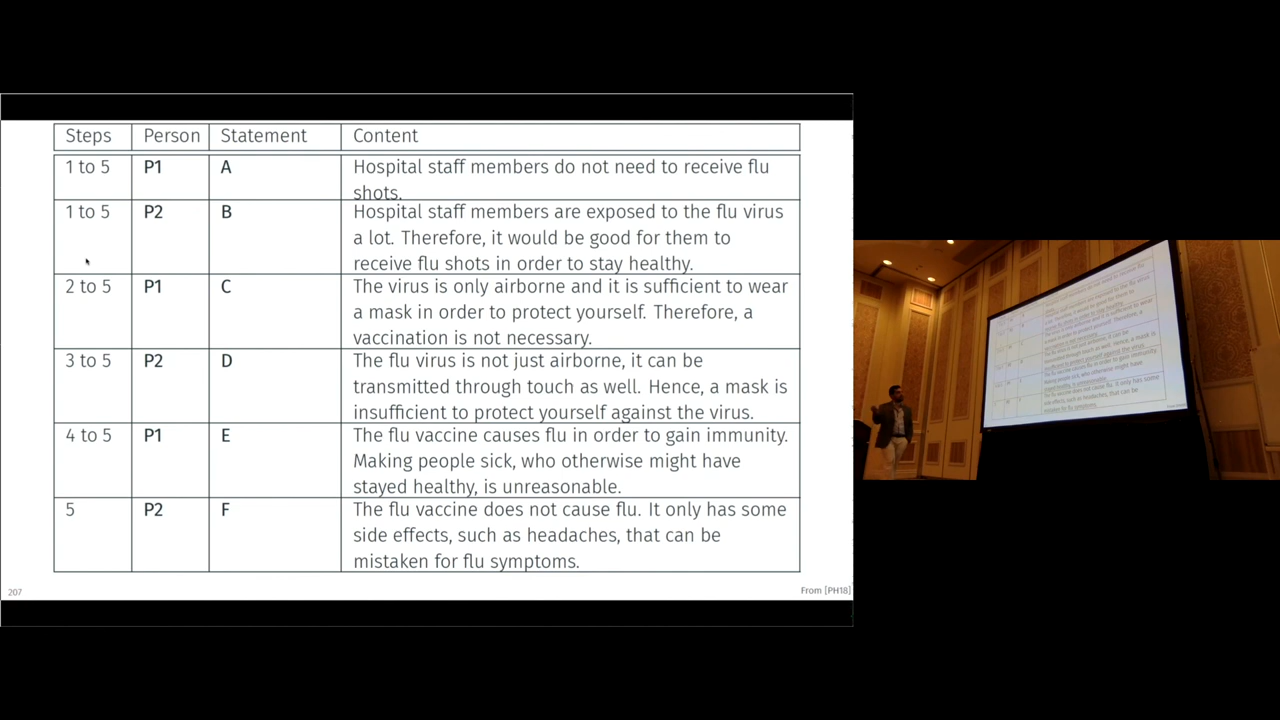 Steps Person Statement Content
1 to 5 P1 A Hospital staff members do not need to receive flu
shots.
1 to 5 P2 B Hospital staff members are exposed to the flu virus
a lot. Therefore, it would be good for them to
receive flu shots in order to stay healthy.
2 to 5 P1 C The virus is only airborne and it is sufficient to wear
a mask in order to protect yourself. Therefore, a
vaccination is not necessary.
3 to 5 P2 D The flu virus is not just airborne, it can be
transmitted through touch as well. Hence, a mask is
insufficient to protect yourself against the virus.
4 to 5 P1 E The flu vaccine causes flu in order to gain immunity.
Making people sick, who otherwise might have
stayed healthy, is unreasonable.
5 P2 F The flu vaccine does not cause flu. It only has some
side effects, such as headaches, that can be
mistaken for flu symptoms.
207
From [PH18]